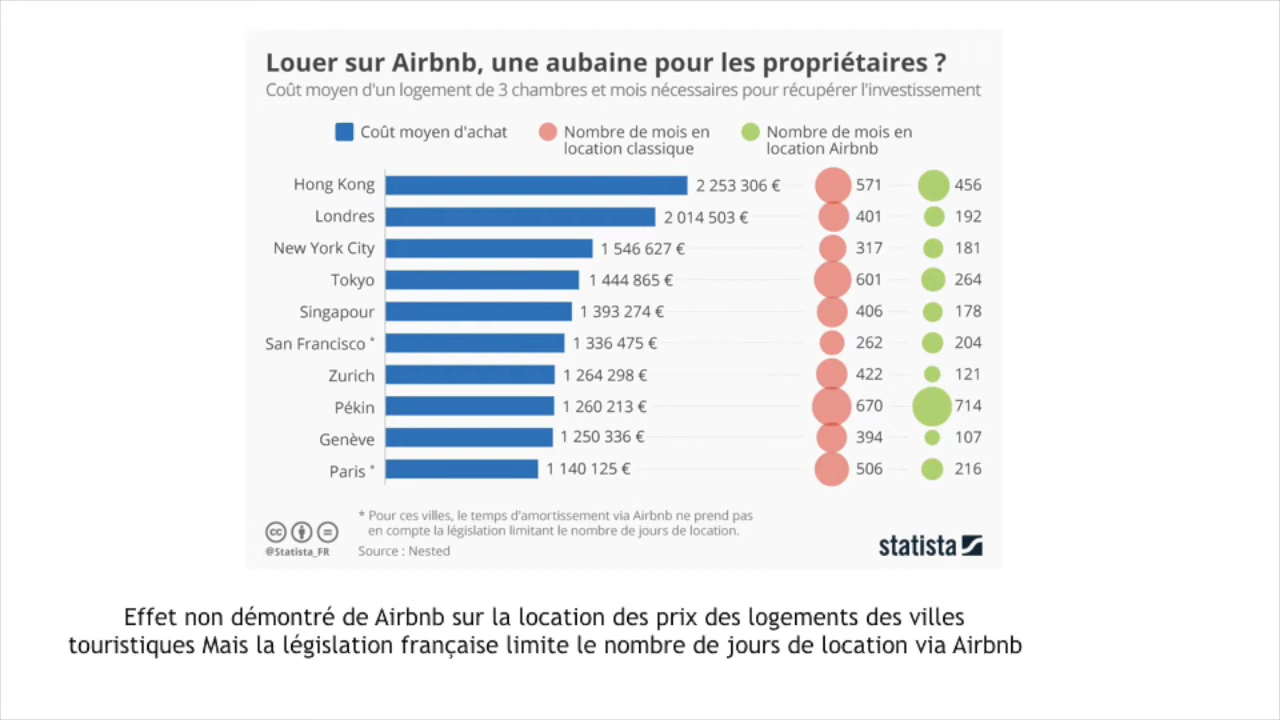 Louer sur Airbnb, une aubaine pour les propriétaires ?
Coût moyen d'un logement de 3 chambres et mois nécessaires pour récupérer l'investissement
Coût moyen d'achat
Nombre de mois en
location classique
Nombre de mois en
location Airbnb
Hong Kong 2 253 306 € 571 456
Londres 2 014 503 € 401 192
New York City 1 546 627 € 317 181
Tokyo 1 444 865 € 601 264
Singapour 1 393 274 € 406 178
San Francisco * 1 336 475 € 262 204
Zurich 1 264 298 € 422 121
Pékin 1 260 213 € 670 714
Genève 1 250 336 € 394 107
Paris * 1 140 125 € 506 216
* Pour ces villes, le temps d'amortissement via Airbnb ne prend pas
en compte la législation limitant le nombre de jours de location.
cc
@Statista_FR
Source : Nested
statista
Effet non démontré de Airbnb sur la location des prix des logements des villes
touristiques Mais la législation française limite le nombre de jours de location via Airbnb